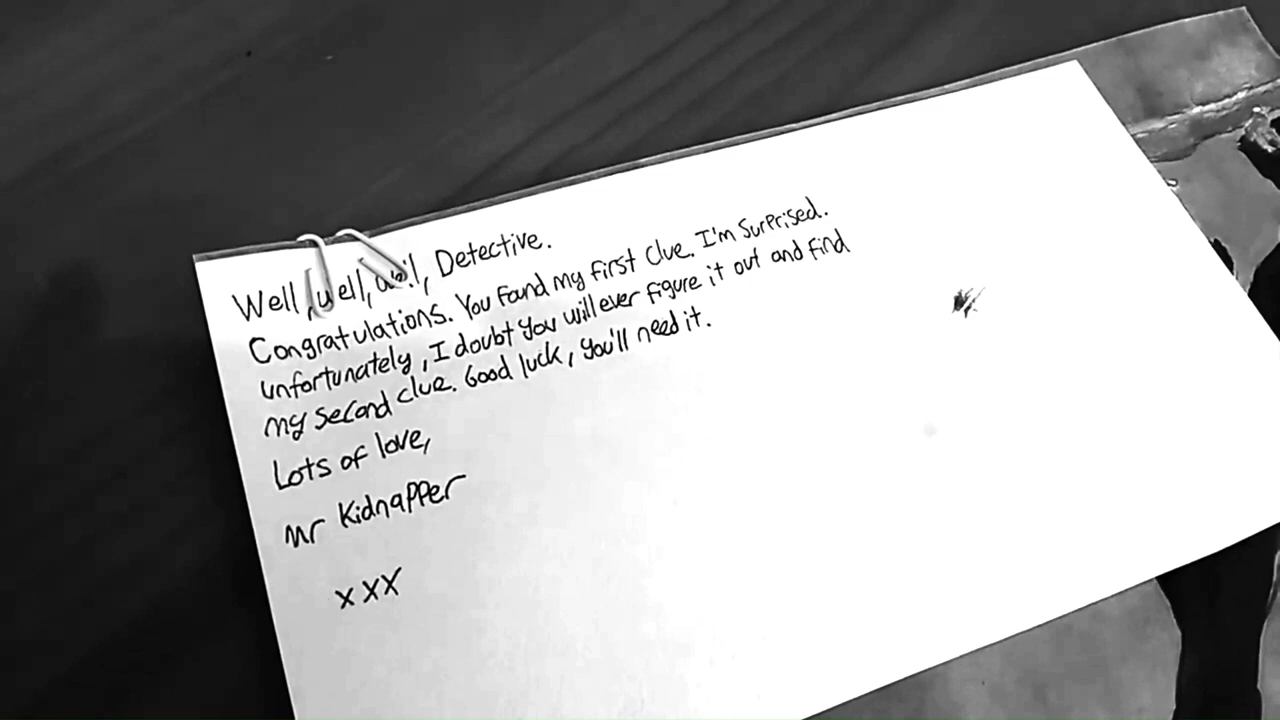 Well, well, well, Detective.
Congratulations. You found my first clue. I'm surprised.
Unfortunately, I doubt you will ever figure it out and find
my second clue. Good luck, you'll need it.
Lots of love,
Mr Kidnapper
xxx